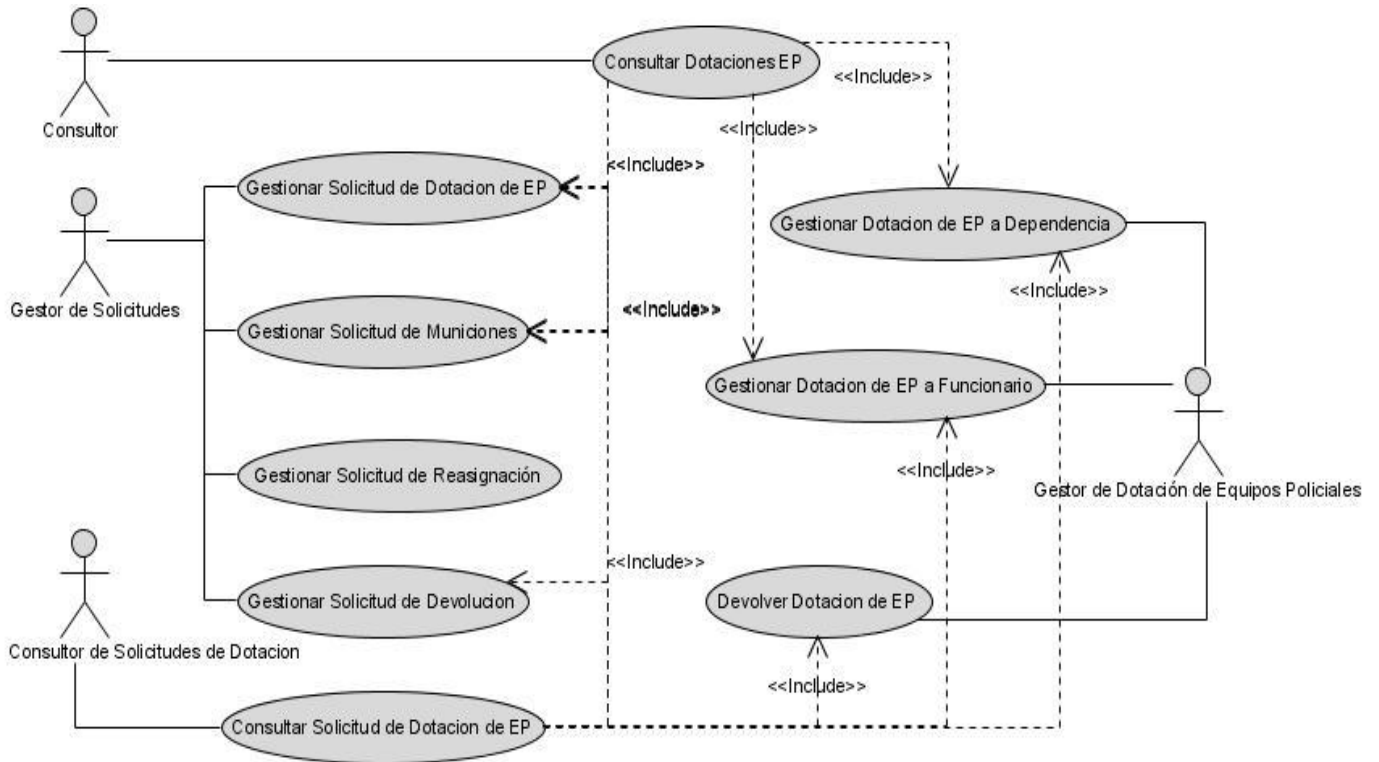 Consultar Dotaciones EP
<<Include>>
Consultor
<<Include>>
<<Include>>
Gestionar Solicitud de Dotacion de EP
Gestionar Dotacion de EP a Dependencia
<<Include>>
Gestor de Solicitudes
<<Include>>
Gestionar Solicitud de Municiones
Gestionar Dotacion de EP a Funcionario
Gestionar Solicitud de Reasignación
<<Include>>
Gestor de Dotación de Equipos Policiales
<<Include>>
Gestionar Solicitud de Devolucion
Devolver Dotacion de EP
Consultor de Solicitudes de Dotacion
<<Include>>
Consultar Solicitud de Dotacion de EP